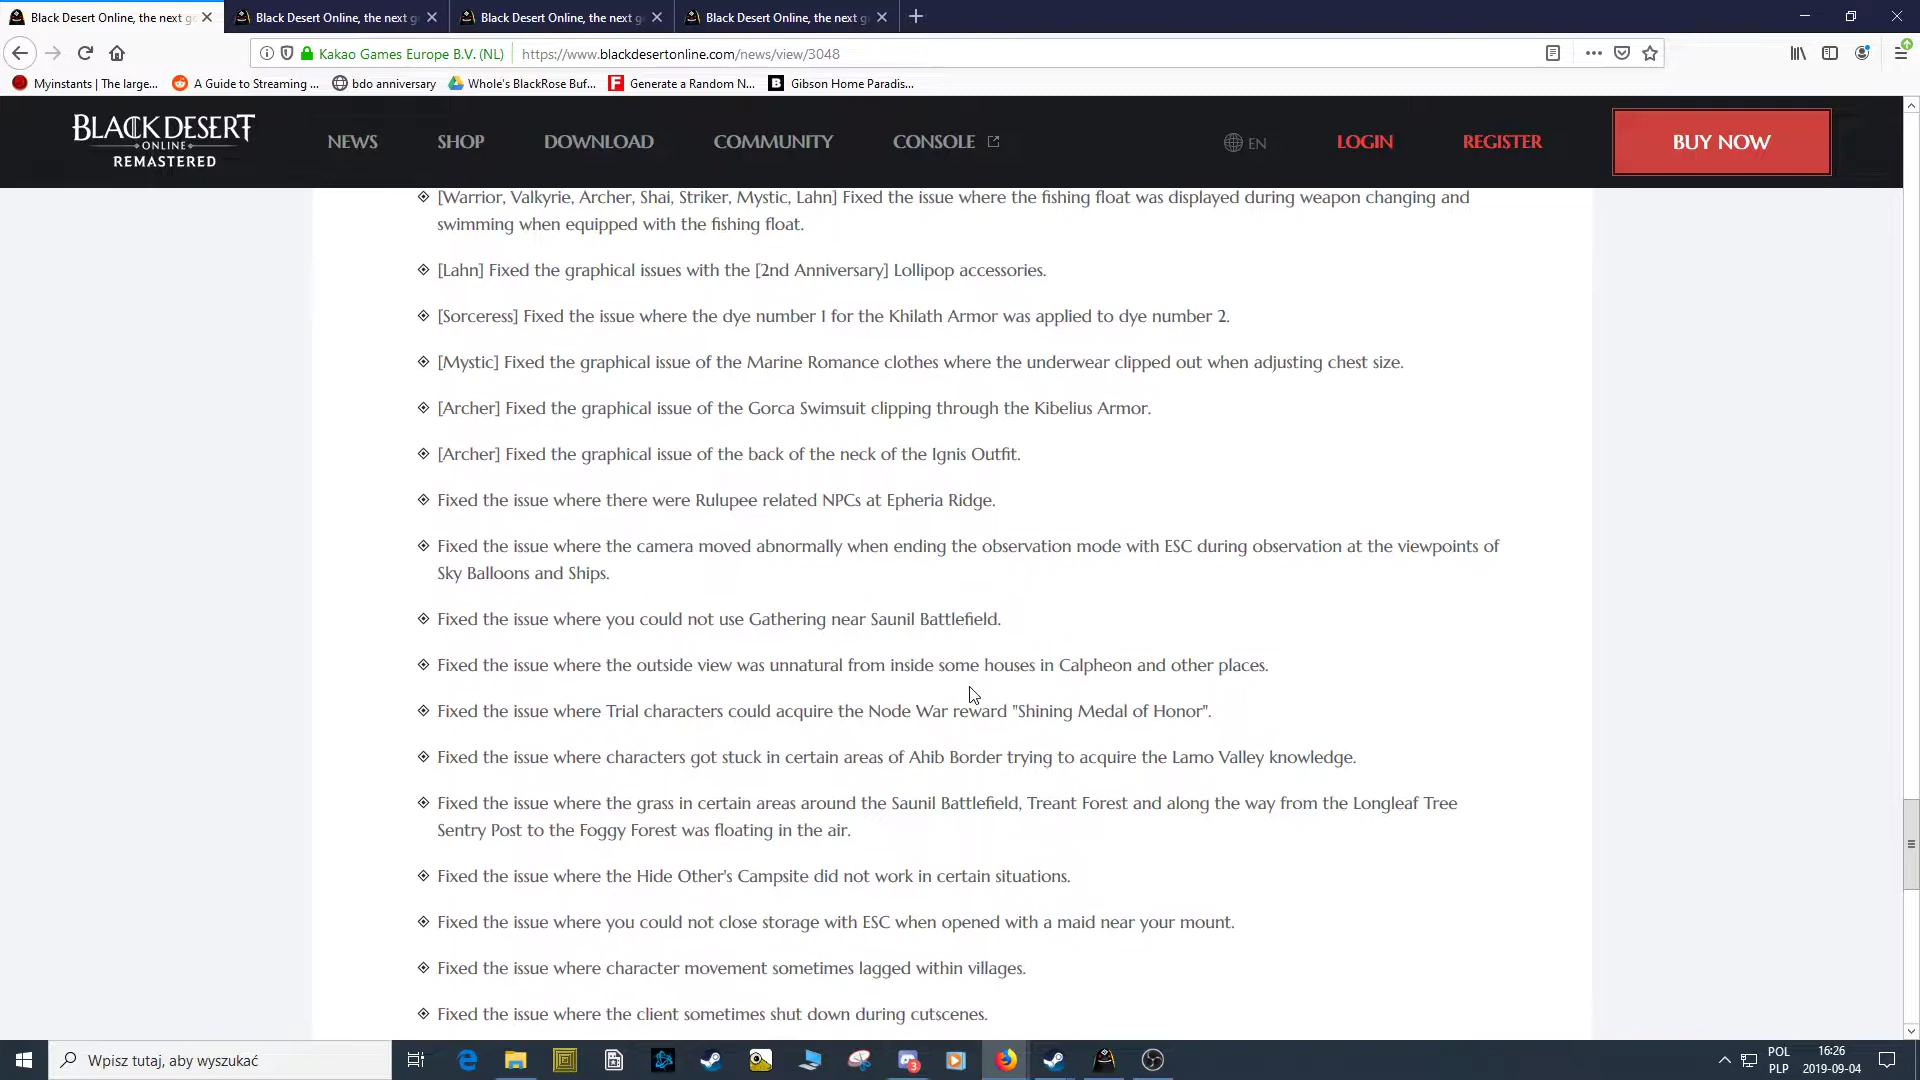 Black Desert Online, the next g
Black Desert Online, the next g
Black Desert Online, the next g
Black Desert Online, the next g
Kakao Games Europe B.V. (NL)
https://www.blackdesertonline.com/news/view/3048
Myinstants | The large...
A Guide to Streaming ...
bdo anniversary
Whole's BlackRose Buf...
Generate a Random N...
Gibson Home Paradis...
BLACK DESERT
ONLINE
REMASTERED
NEWS
SHOP
DOWNLOAD
COMMUNITY
CONSOLE
EN
LOGIN
REGISTER
BUY NOW
[Warrior, Valkyrie, Archer, Shai, Striker, Mystic, Lahn] Fixed the issue where the fishing float was displayed during weapon changing and
swimming when equipped with the fishing float.
[Lahn] Fixed the graphical issues with the [2nd Anniversary] Lollipop accessories.
[Sorceress] Fixed the issue where the dye number 1 for the Khilath Armor was applied to dye number 2.
[Mystic] Fixed the graphical issue of the Marine Romance clothes where the underwear clipped out when adjusting chest size.
[Archer] Fixed the graphical issue of the Gorca Swimsuit clipping through the Kibelius Armor.
[Archer] Fixed the graphical issue of the back of the neck of the Ignis Outfit.
Fixed the issue where there were Rulupee related NPCs at Epheria Ridge.
Fixed the issue where the camera moved abnormally when ending the observation mode with ESC during observation at the viewpoints of
Sky Balloons and Ships.
Fixed the issue where you could not use Gathering near Saunil Battlefield.
Fixed the issue where the outside view was unnatural from inside some houses in Calpheon and other places.
Fixed the issue where Trial characters could acquire the Node War reward "Shining Medal of Honor".
Fixed the issue where characters got stuck in certain areas of Ahib Border trying to acquire the Lamo Valley knowledge.
Fixed the issue where the grass in certain areas around the Saunil Battlefield, Treant Forest and along the way from the Longleaf Tree
Sentry Post to the Foggy Forest was floating in the air.
Fixed the issue where the Hide Other's Campsite did not work in certain situations.
Fixed the issue where you could not close storage with ESC when opened with a maid near your mount.
Fixed the issue where character movement sometimes lagged within villages.
Fixed the issue where the client sometimes shut down during cutscenes.
Wpisz tutaj, aby wyszukać
3
POL
PLP
16:26
2019-09-04